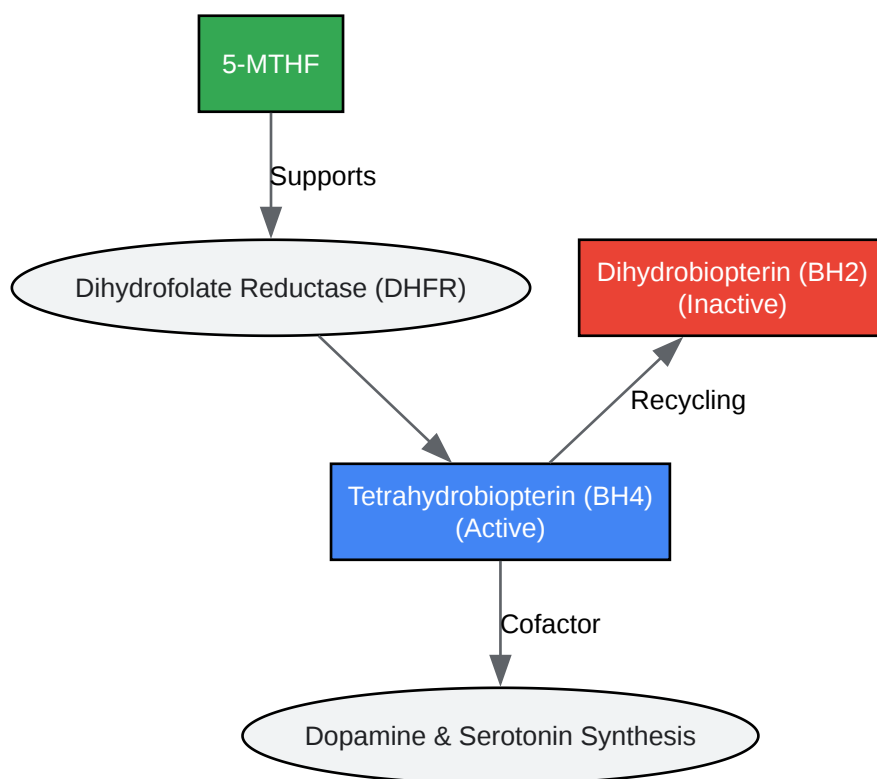 5-MTHF
Supports
Dihydrofolate Reductase (DHFR)
Dihydrobiopterin (BH2)
(Inactive)
Recycling
Tetrahydrobiopterin (BH4)
(Active)
Cofactor
Dopamine & Serotonin Synthesis